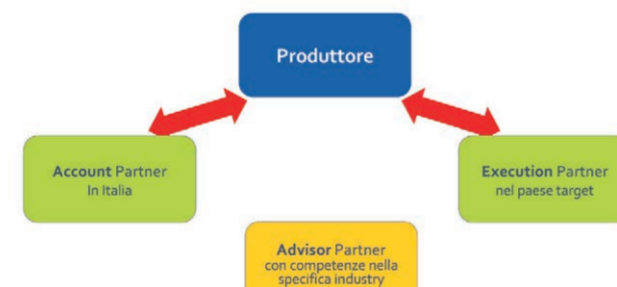 Produttore
Account Partner
In Italia
Execution Partner
nel paese target
Advisor Partner
con competenze nella
specifica industry